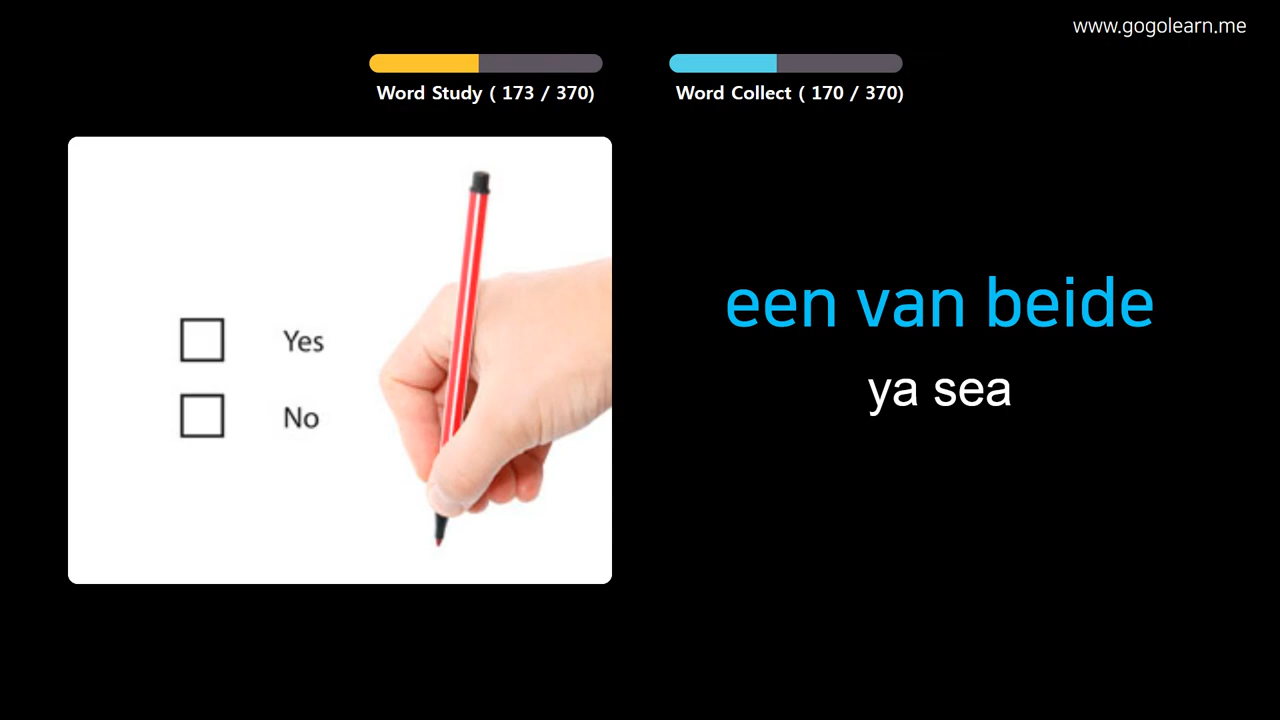 www.gogolearn.me
Word Study ( 173 / 370)
Word Collect ( 170 / 370)
Yes
No
een van beide
ya sea